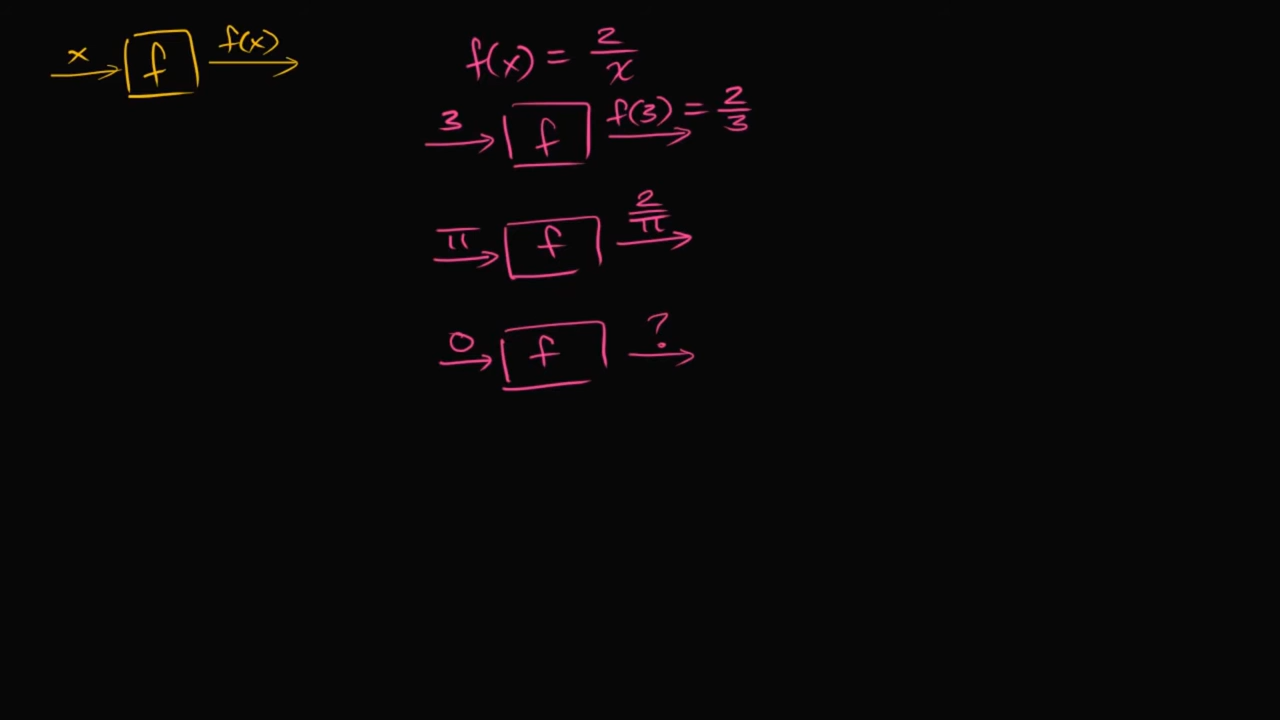 x f f(x)
f(x) = 2/x
3 f f(3) = 2/3
π f 2/π
0 f ?